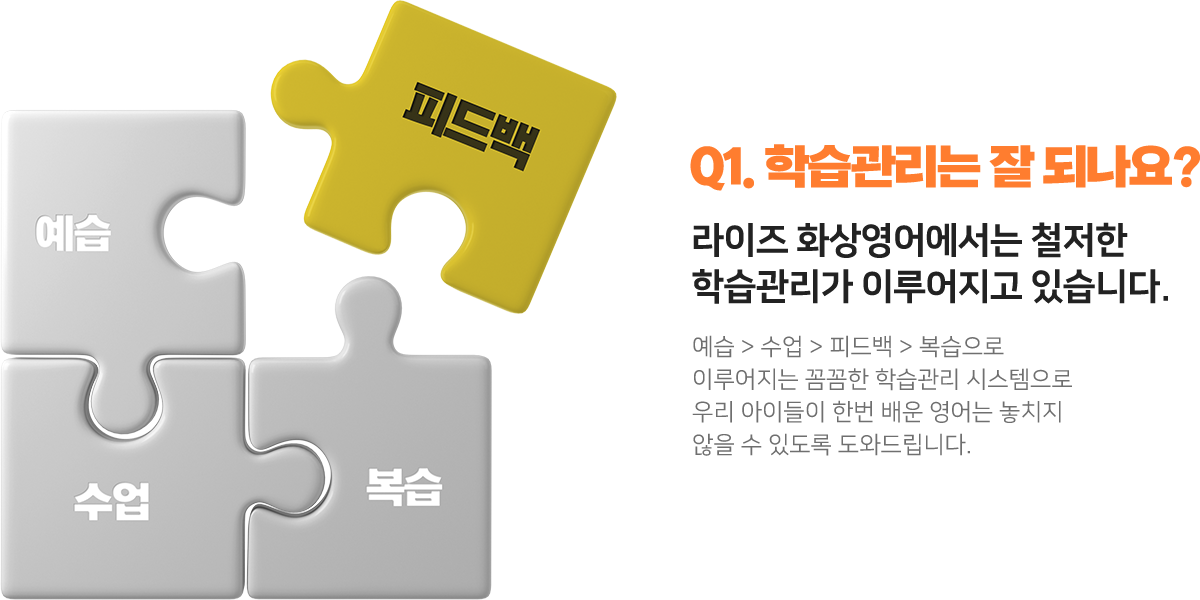 피드백
예습
수업
복습
Q1. 학습관리는 잘 되나요?
라이즈 화상영어에서는 철저한
학습관리가 이루어지고 있습니다.
예습 > 수업 > 피드백 > 복습으로
이루어지는 꼼꼼한 학습관리 시스템으로
우리 아이들이 한번 배운 영어는 놓치지
않을 수 있도록 도와드립니다.